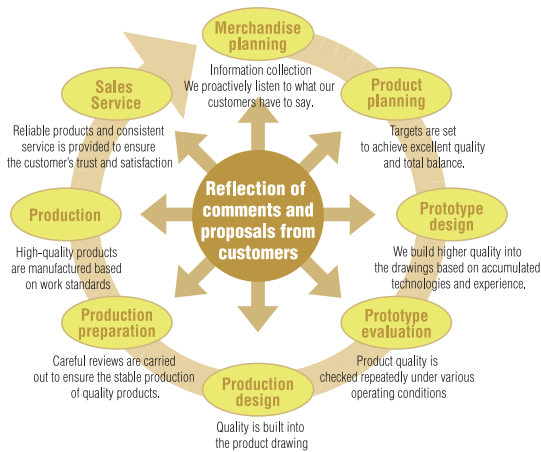 Merchandise
planning
Information collection
We proactively listen to what our
customers have to say.
Product
planning
Targets are set
to achieve excellent quality
and total balance.
Prototype
design
We build higher quality into
the drawings based on accumulated
technologies and experience.
Prototype
evaluation
Product quality is
checked repeatedly under various
operating conditions
Production
design
Quality is built into
the product drawing
Production
preparation
Careful reviews are carried
out to ensure the stable production
of quality products.
Production
High-quality products
are manufactured based
on work standards
Sales
Service
Reliable products and consistent
service is provided to ensure
the customer's trust and satisfaction
Reflection of
comments and
proposals from
customers